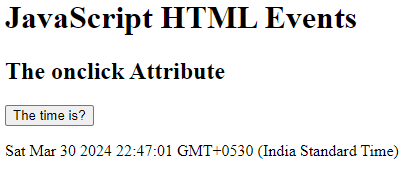 JavaScript HTML Events
The onclick Attribute
The time is?
Sat Mar 30 2024 22:47:01 GMT+0530 (India Standard Time)